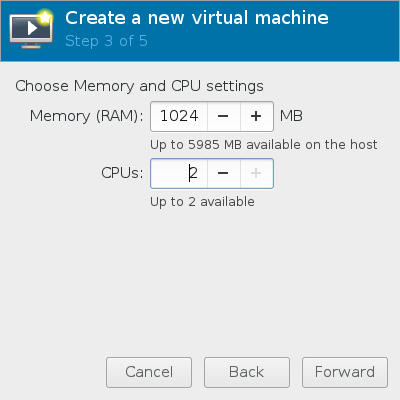 Create a new virtual machine
Step 3 of 5
Choose Memory and CPU settings
Memory (RAM): 1024 − + MB
Up to 5985 MB available on the host
CPUs: 2 − +
Up to 2 available
Cancel Back Forward